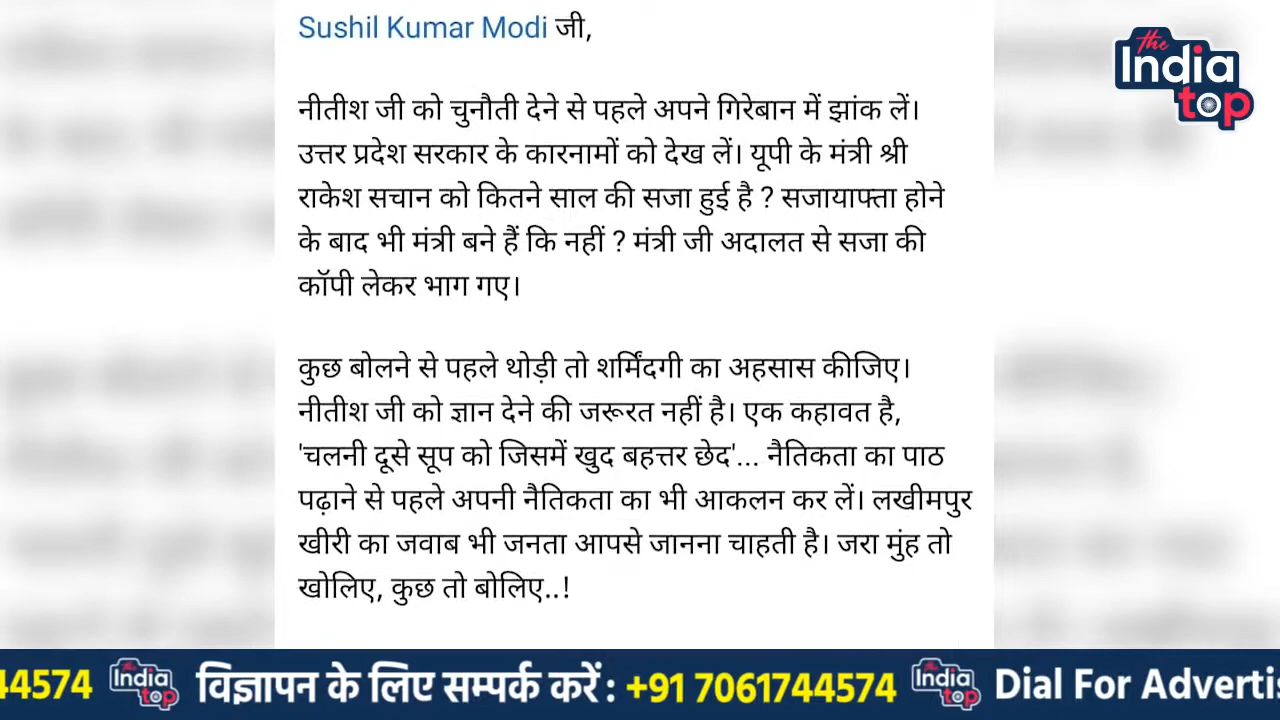 Sushil Kumar Modi जी,
the
India
top
नीतीश जी को चुनौती देने से पहले अपने गिरेबान में झांक लें।
उत्तर प्रदेश सरकार के कारनामों को देख लें। यूपी के मंत्री श्री
राकेश सचान को कितने साल की सजा हुई है ? सजायाफ्ता होने
के बाद भी मंत्री बने हैं कि नहीं ? मंत्री जी अदालत से सजा की
कॉपी लेकर भाग गए।
कुछ बोलने से पहले थोड़ी तो शर्मिंदगी का अहसास कीजिए।
नीतीश जी को ज्ञान देने की जरूरत नहीं है। एक कहावत है,
'चलनी दूसे सूप को जिसमें खुद बहत्तर छेद'... नैतिकता का पाठ
पढ़ाने से पहले अपनी नैतिकता का भी आकलन कर लें। लखीमपुर
खीरी का जवाब भी जनता आपसे जानना चाहती है। जरा मुंह तो
खोलिए, कुछ तो बोलिए..!
44574 The India top विज्ञापन के लिए सम्पर्क करें : +91 7061744574 The India top Dial For Advertis